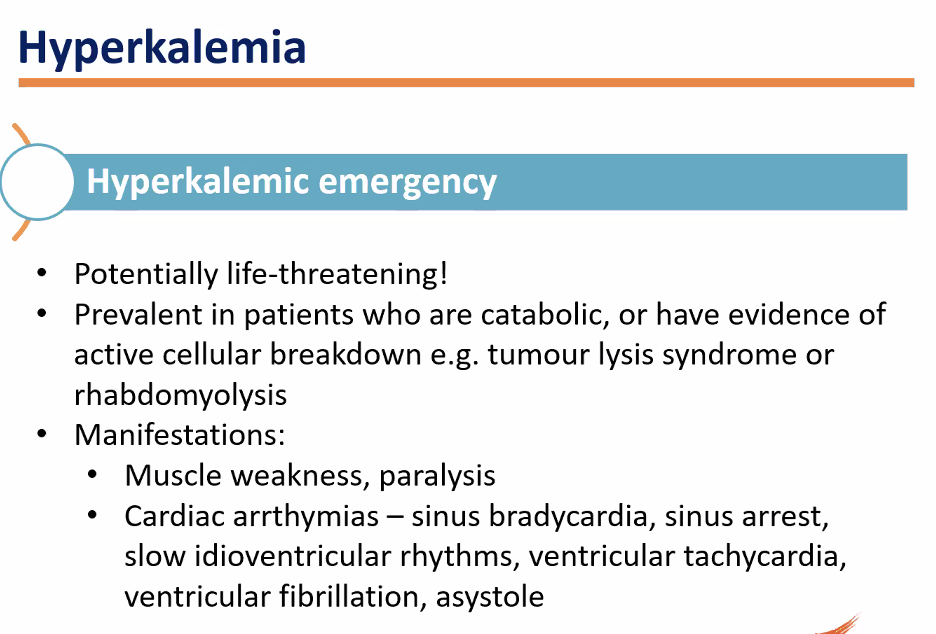 Hyperkalemia
Hyperkalemic emergency
• Potentially life-threatening!
• Prevalent in patients who are catabolic, or have evidence of
active cellular breakdown e.g. tumour lysis syndrome or
rhabdomyolysis
• Manifestations:
• Muscle weakness, paralysis
• Cardiac arrthymias – sinus bradycardia, sinus arrest,
slow idioventricular rhythms, ventricular tachycardia,
ventricular fibrillation, asystole